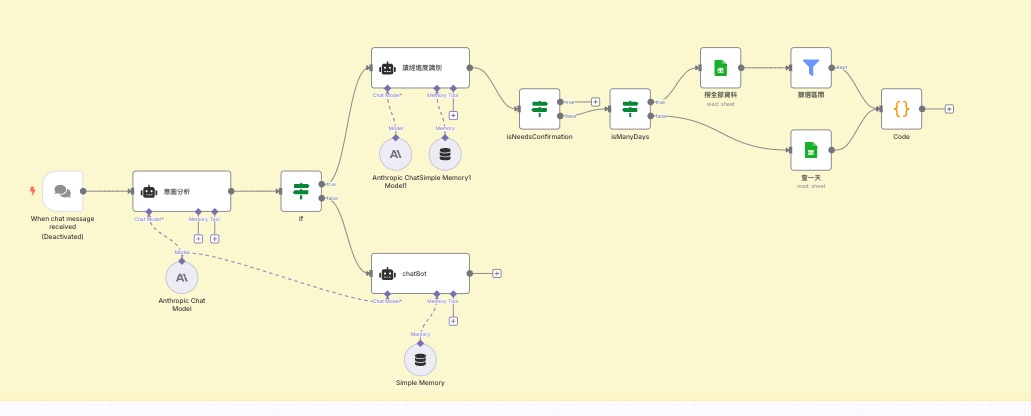 讀經進度識別
Chat Model*
Memory
Tool
Model
Memory
Anthropic Chat
Model1
Simple Memory1
true
false
isNeedsConfirmation
true
false
isManyDays
撈全部資料
read: sheet
篩選區間
Kept
Code
查一天
read: sheet
When chat message
received
(Deactivated)
意圖分析
Chat Model*
Memory
Tool
Model
Anthropic Chat
Model
true
false
If
chatBot
Chat Model*
Memory
Tool
Memory
Simple Memory